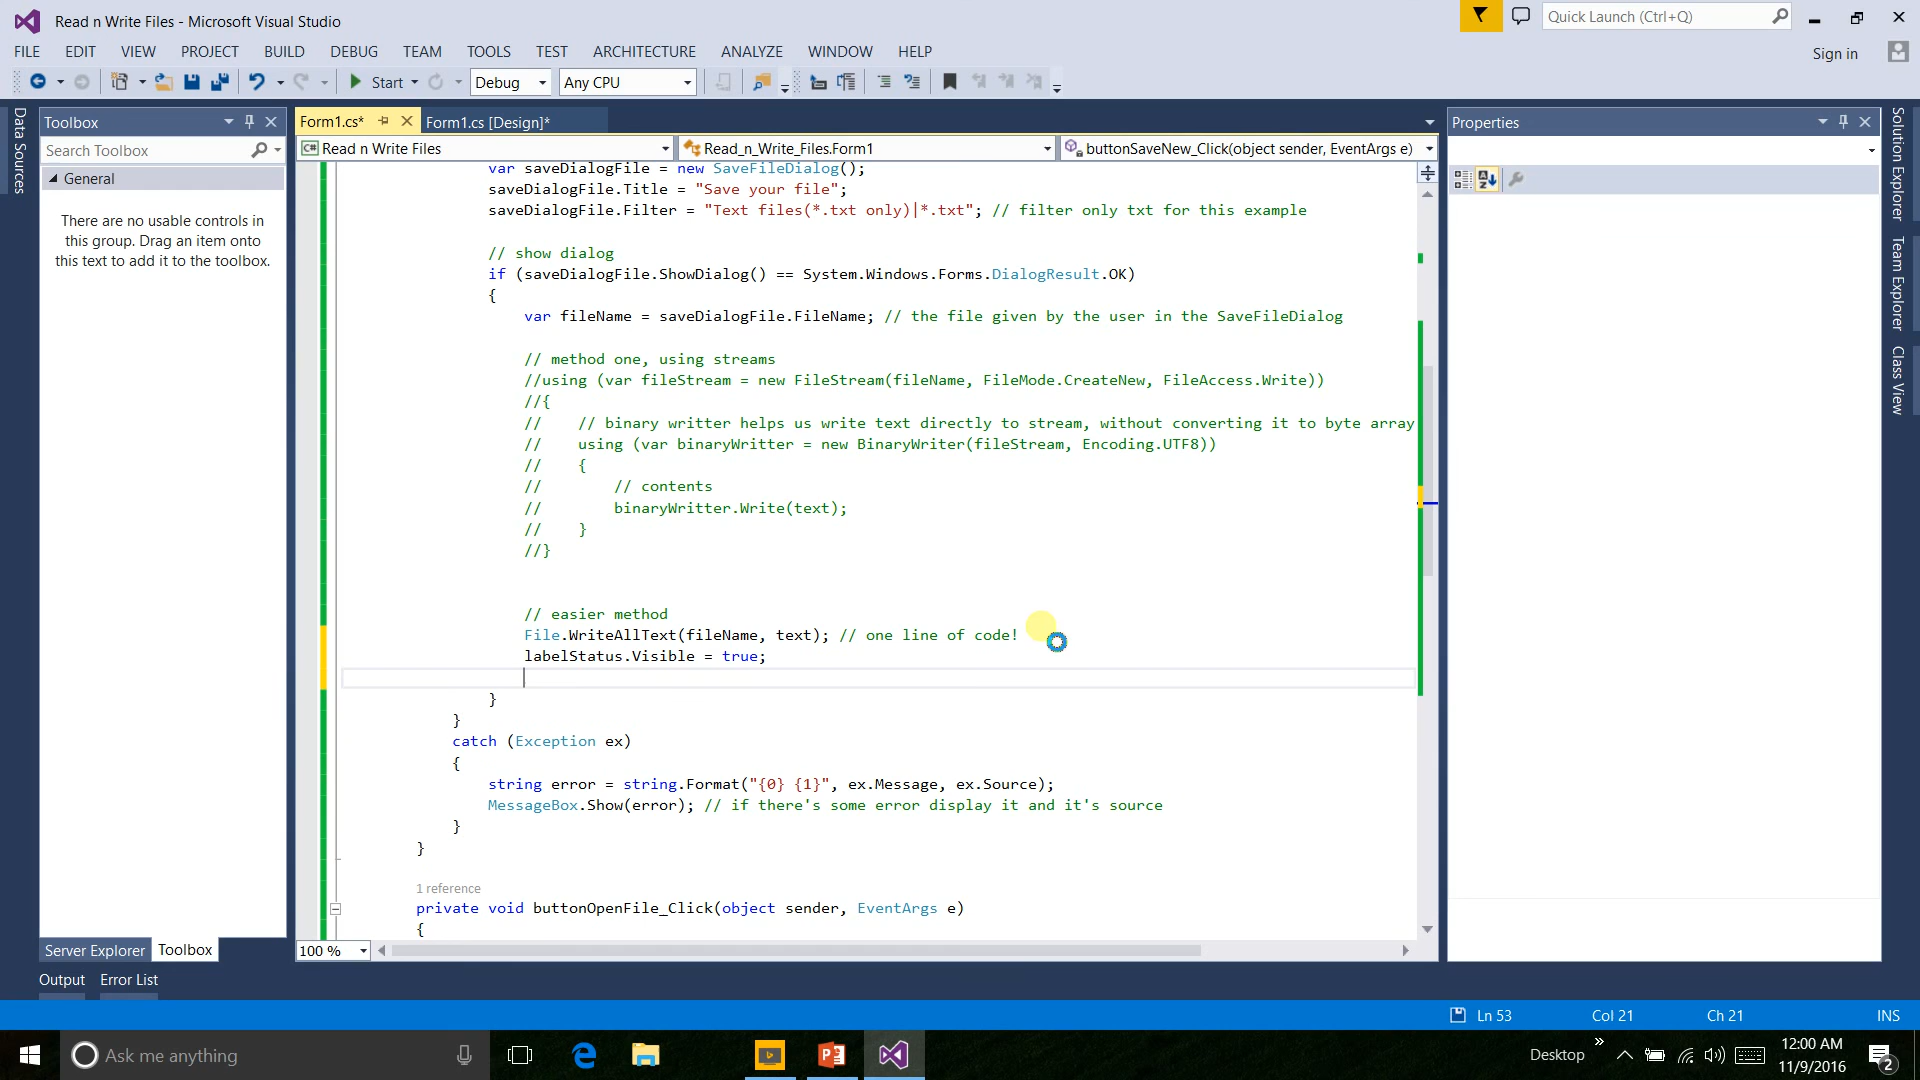 Read n Write Files - Microsoft Visual Studio
Quick Launch (Ctrl+Q)
FILE EDIT VIEW PROJECT BUILD DEBUG TEAM TOOLS TEST ARCHITECTURE ANALYZE WINDOW HELP
Sign in
Start Debug Any CPU
Data Sources
Toolbox
Search Toolbox
General
There are no usable controls in
this group. Drag an item onto
this text to add it to the toolbox.
Server Explorer Toolbox
Form1.cs* Form1.cs [Design]*
C# Read n Write Files Read_n_Write_Files.Form1 buttonSaveNew_Click(object sender, EventArgs e)
var saveDialogFile = new SaveFileDialog();
saveDialogFile.Title = "Save your file";
saveDialogFile.Filter = "Text files(*.txt only)|*.txt"; // filter only txt for this example
// show dialog
if (saveDialogFile.ShowDialog() == System.Windows.Forms.DialogResult.OK)
{
var fileName = saveDialogFile.FileName; // the file given by the user in the SaveFileDialog
// method one, using streams
//using (var fileStream = new FileStream(fileName, FileMode.CreateNew, FileAccess.Write))
//{
// // binary writter helps us write text directly to stream, without converting it to byte array
// using (var binaryWritter = new BinaryWriter(fileStream, Encoding.UTF8))
// {
// // contents
// binaryWritter.Write(text);
// }
//}
// easier method
File.WriteAllText(fileName, text); // one line of code!
labelStatus.Visible = true;
}
}
catch (Exception ex)
{
string error = string.Format("{0} {1}", ex.Message, ex.Source);
MessageBox.Show(error); // if there's some error display it and it's source
}
}
1 reference
private void buttonOpenFile_Click(object sender, EventArgs e)
{
100 %
Properties
A Z
Solution Explorer
Team Explorer
Class View
Output Error List
Ln 53 Col 21 Ch 21 INS
Ask me anything
Desktop
12:00 AM
11/9/2016
2